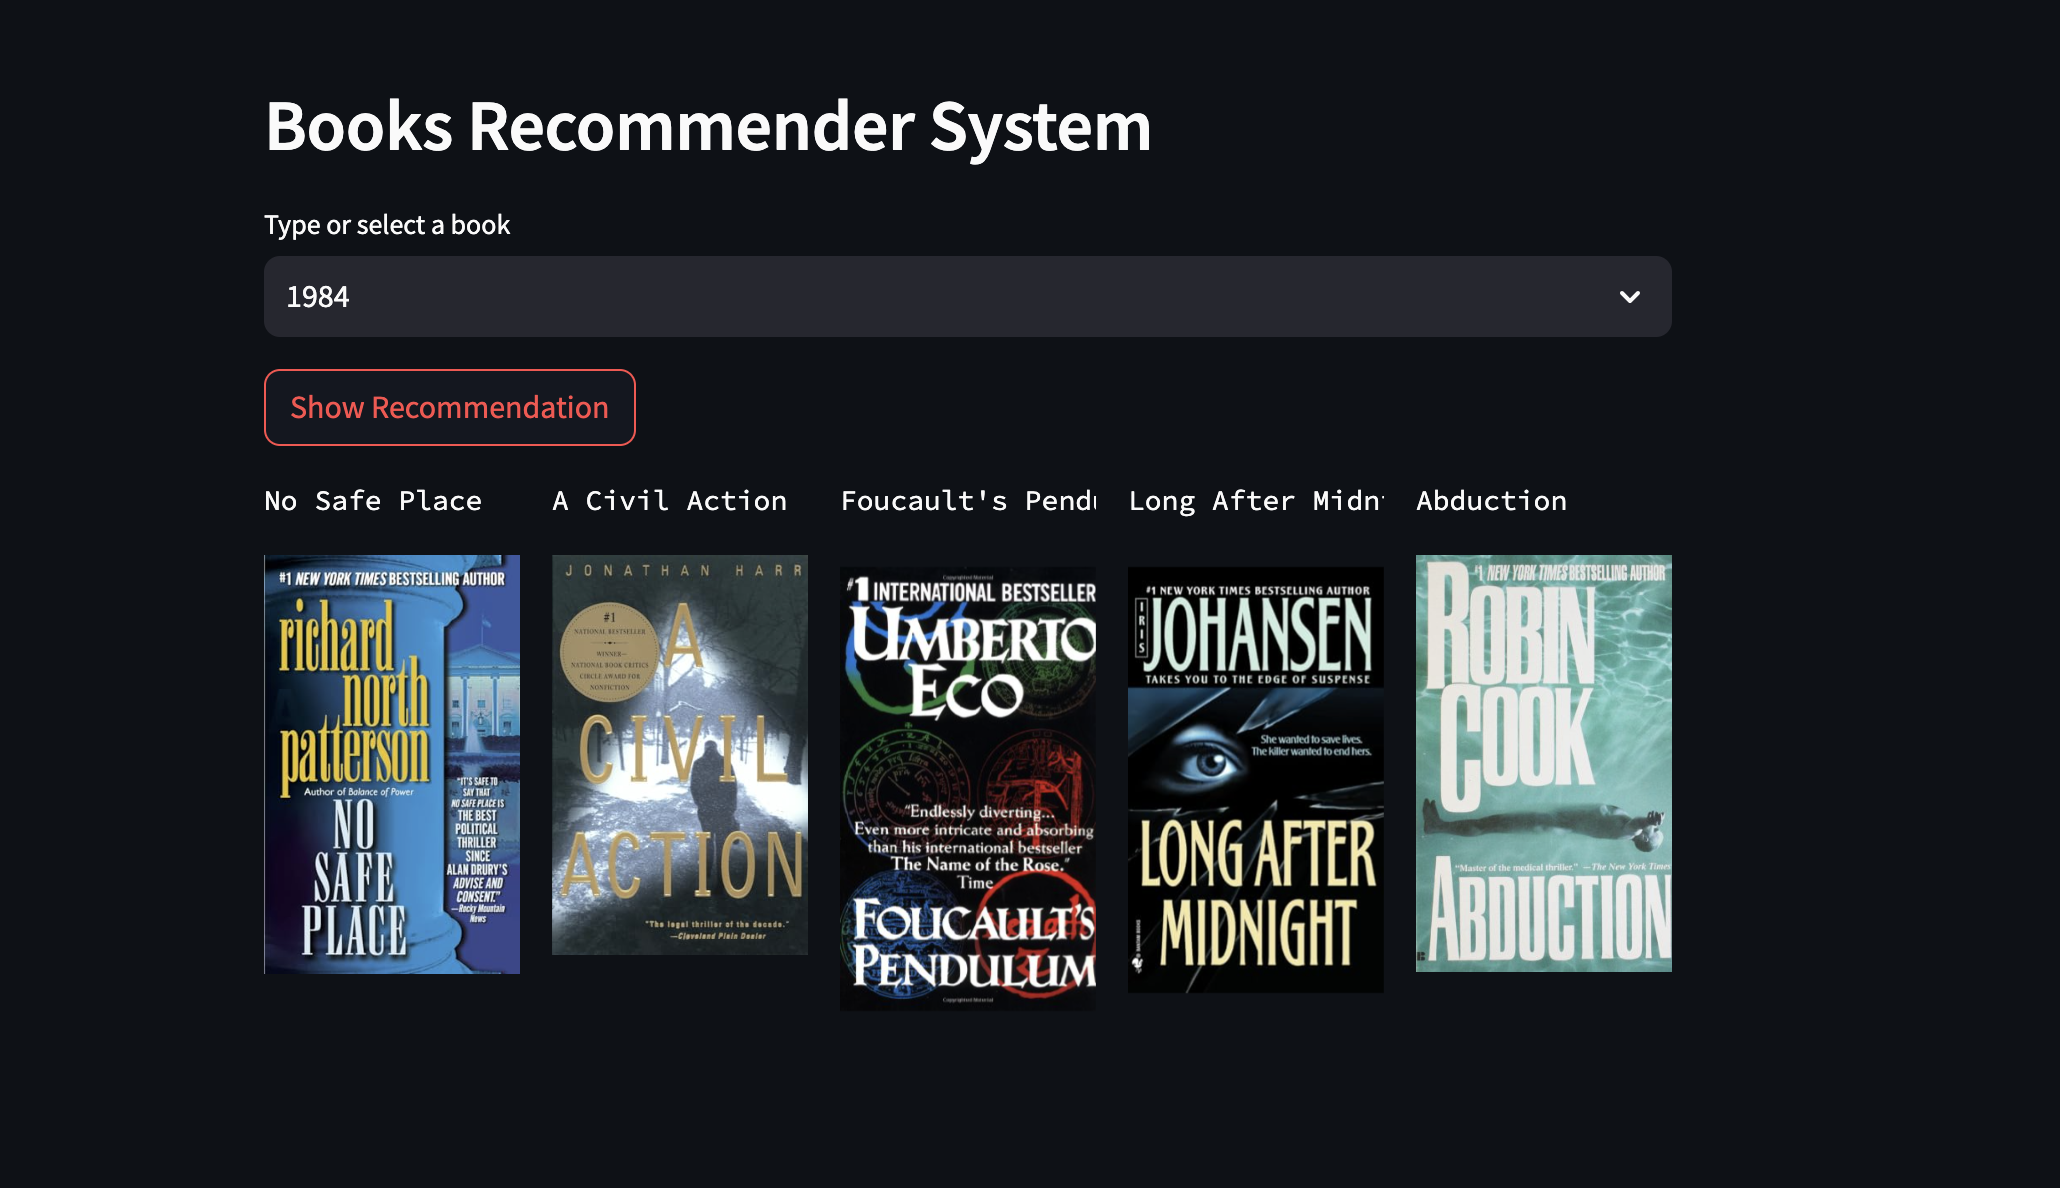 Books Recommender System
Type or select a book
1984
Show Recommendation
No Safe Place
#1 NEW YORK TIMES BESTSELLING AUTHOR
richard
north
patterson
Author of Balance of Power
NO
SAFE
PLACE
"IT'S SAFE TO
SAY THAT
NO SAFE PLACE IS
THE BEST
POLITICAL
THRILLER
SINCE
ALAN DRURY'S
ADVISE AND
CONSENT."
—Rocky Mountain
News
A Civil Action
JONATHAN HARR
#1
NATIONAL BESTSELLER
WINNER—
NATIONAL BOOK CRITICS
CIRCLE AWARD FOR
NONFICTION
A
CIVIL
ACTION
"The legal thriller of the decade."
—Cleveland Plain Dealer
Foucault's Pendu
Copyrighted Material
#1 INTERNATIONAL BESTSELLER
UMBERTO
ECO
"Endlessly diverting...
Even more intricate and absorbing
than his international bestseller
The Name of the Rose."
Time
FOUCAULT'S
PENDULUM
Copyrighted Material
Long After Midn
#1 NEW YORK TIMES BESTSELLING AUTHOR
IRIS
JOHANSEN
TAKES YOU TO THE EDGE OF SUSPENSE
She wanted to save lives.
The killer wanted to end hers.
LONG AFTER
MIDNIGHT
Abduction
#1 NEW YORK TIMES BESTSELLING AUTHOR
ROBIN
COOK
"Master of the medical thriller." —The New York Times
ABDUCTION